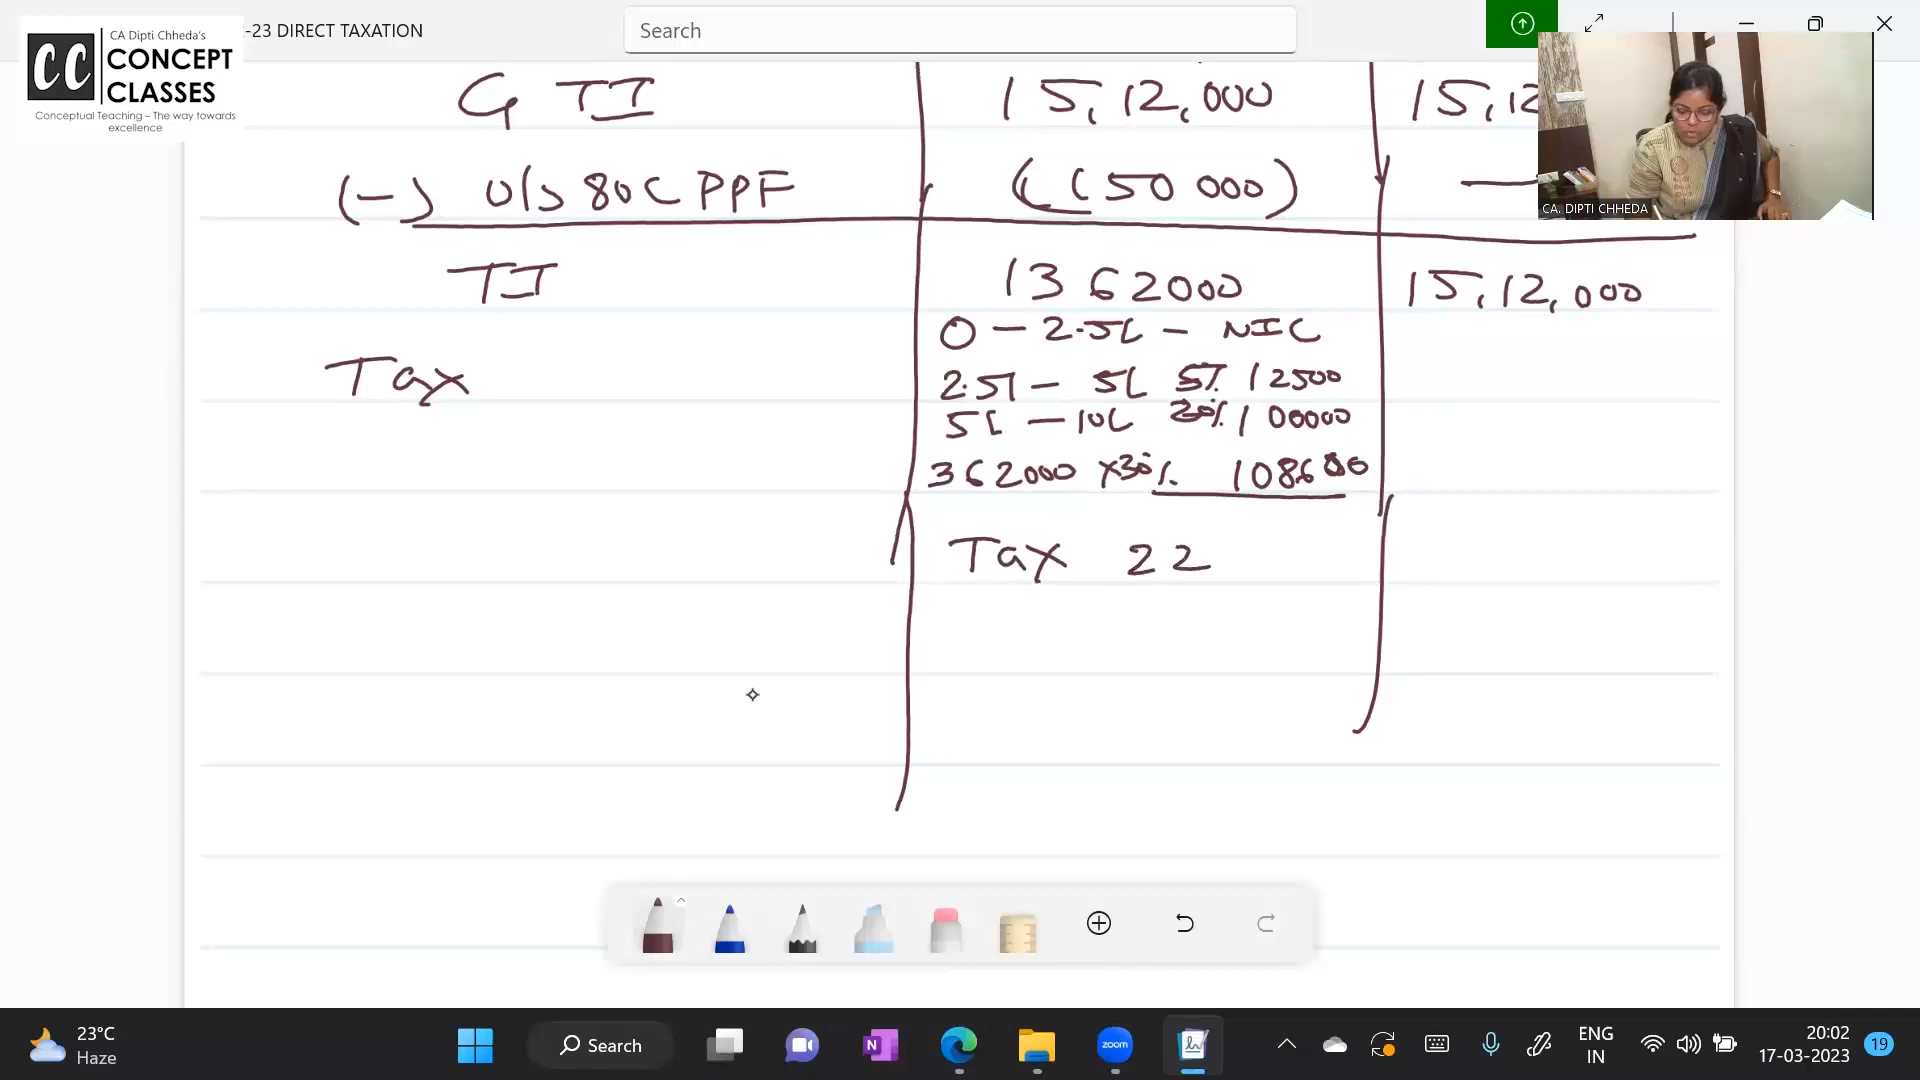 CC
CA Dipti Chheda's
CONCEPT
CLASSES
Conceptual Teaching – The way towards
excellence
-23 DIRECT TAXATION
Search
CA. DIPTI CHHEDA
G TI 15,12,000 15,12
(-) u/s 80C PPF (150 000) —
TI 1362000 15,12,000
0 - 2.5L - NIL
Tax
2.5L - 5L 5% 12500
5L - 10L 20% 100000
362000 x30% 108600
Tax 22
23°C
Haze
Search
zoom
ENG
IN
20:02
17-03-2023
19